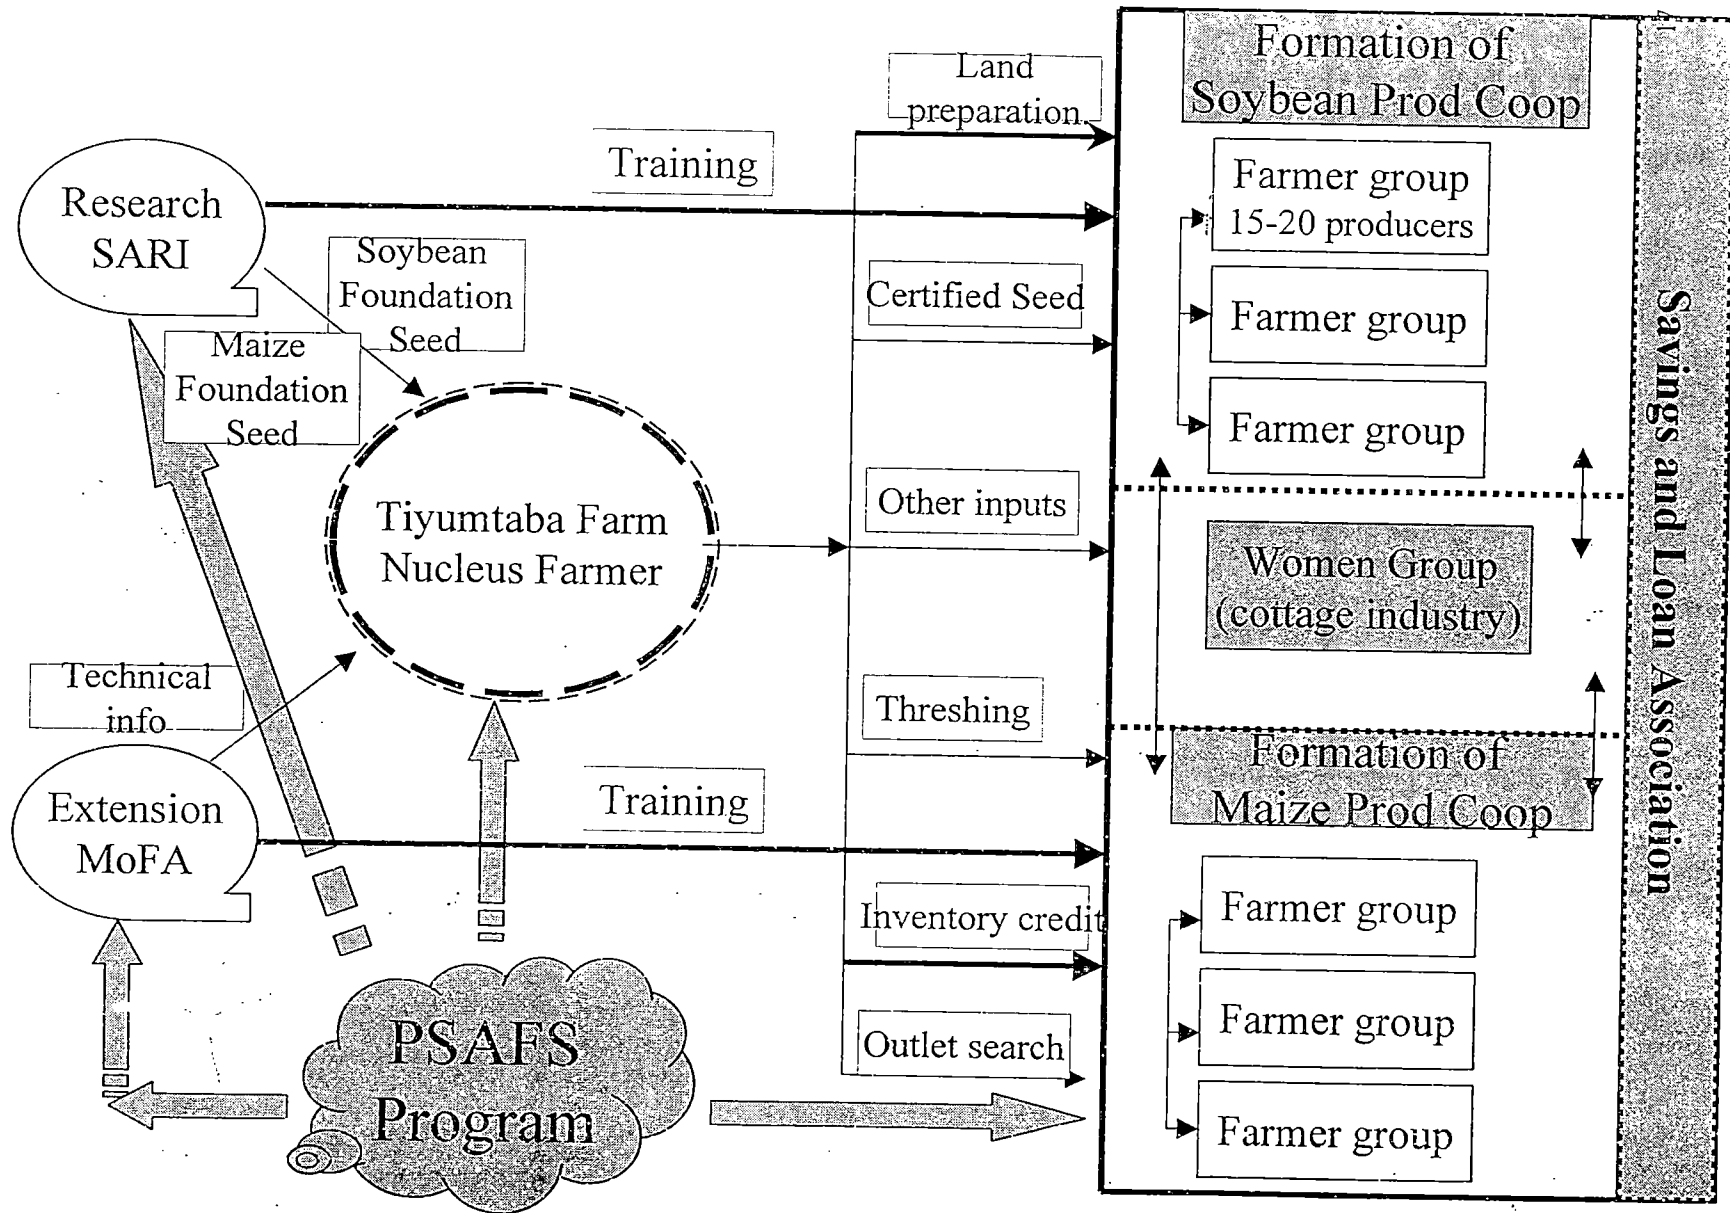 Land
preparation
Training
Research
SARI
Soybean
Foundation
Seed
Maize
Foundation
Seed
Certified Seed
Tiyumtaba Farm
Nucleus Farmer
Other inputs
Technical
info
Threshing
Extension
MoFA
Training
Inventory credit
PSAFS
Program
Outlet search
Formation of
Soybean Prod Coop
Farmer group
15-20 producers
Farmer group
Farmer group
Women Group
(cottage industry)
Formation of
Maize Prod Coop
Farmer group
Farmer group
Farmer group
Savings and Loan Association